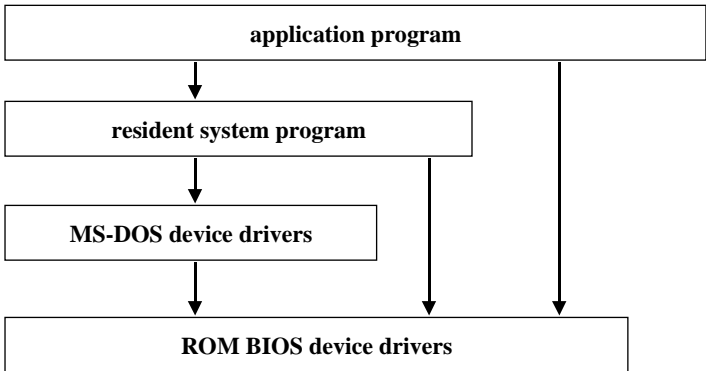 application program
resident system program
MS-DOS device drivers
ROM BIOS device drivers